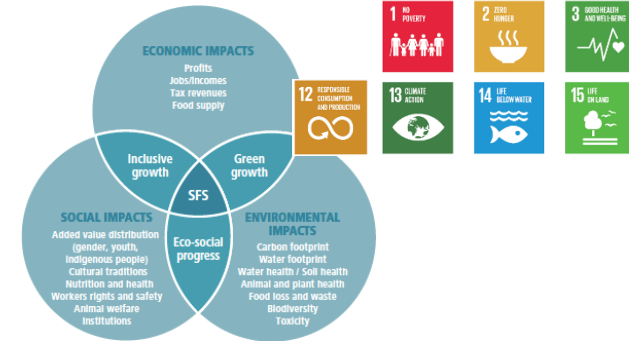 ECONOMIC IMPACTS
Profits
Jobs/Incomes
Tax revenues
Food supply
Inclusive
growth
Green
growth
SFS
SOCIAL IMPACTS
Added value distribution
(gender, youth,
indigenous people)
Cultural traditions
Nutrition and health
Workers rights and safety
Animal welfare
Institutions
Eco-social
progress
ENVIRONMENTAL
IMPACTS
Carbon footprint
Water footprint
Water health / Soil health
Animal and plant health
Food loss and waste
Biodiversity
Toxicity
1 NO
POVERTY
2 ZERO
HUNGER
3 GOOD HEALTH
AND WELL-BEING
12 RESPONSIBLE
CONSUMPTION
AND PRODUCTION
13 CLIMATE
ACTION
14 LIFE
BELOW WATER
15 LIFE
ON LAND